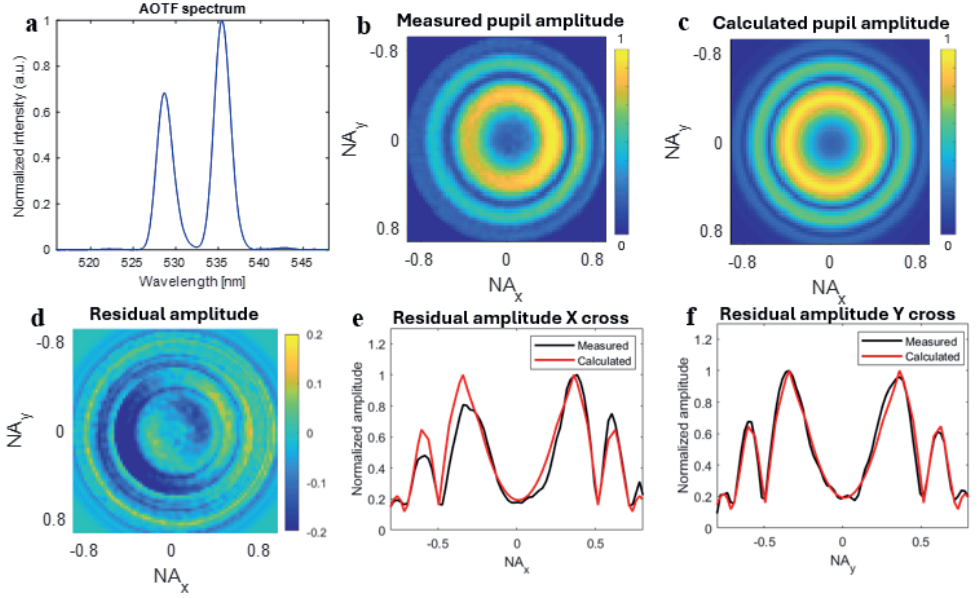 a AOTF spectrum
Normalized intensity (a.u.)
1
0.8
0.6
0.4
0.2
0
520 525 530 535 540 545
Wavelength [nm]
b Measured pupil amplitude
-0.8
NAy
0
0.8
-0.8 0 0.8
NAx
1
0
c Calculated pupil amplitude
-0.8
NAy
0
0.8
-0.8 0 0.8
NAx
1
0
d Residual amplitude
-0.8
NAy
0
0.8
-0.8 0 0.8
NAx
0.2
0.1
0
-0.1
-0.2
e Residual amplitude X cross
Normalized amplitude
1.2
1
0.8
0.6
0.4
0.2
0
-0.5 0 0.5
NAx
Measured
Calculated
f Residual amplitude Y cross
Normalized amplitude
1.2
1
0.8
0.6
0.4
0.2
0
-0.5 0 0.5
NAy
Measured
Calculated